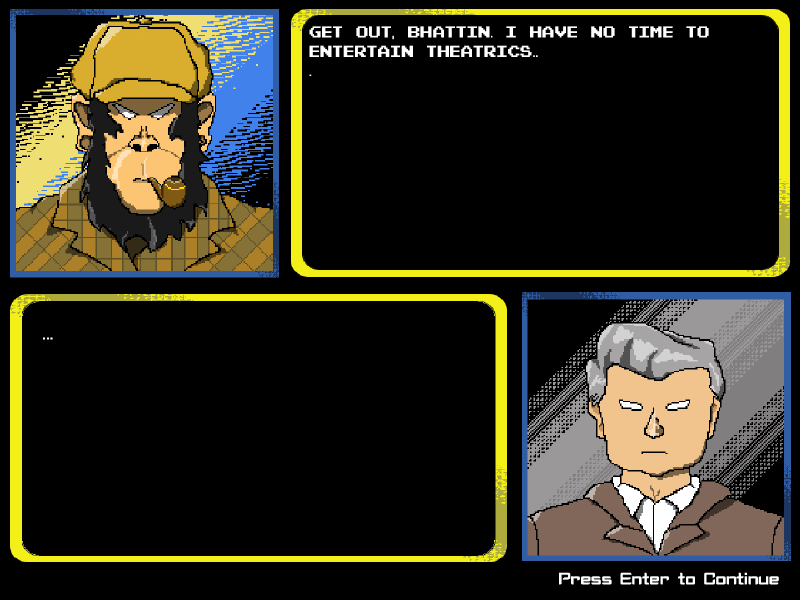 GET OUT, BHATTIN. I HAVE NO TIME TO
ENTERTAIN THEATRICS..
.
...
Press Enter to Continue